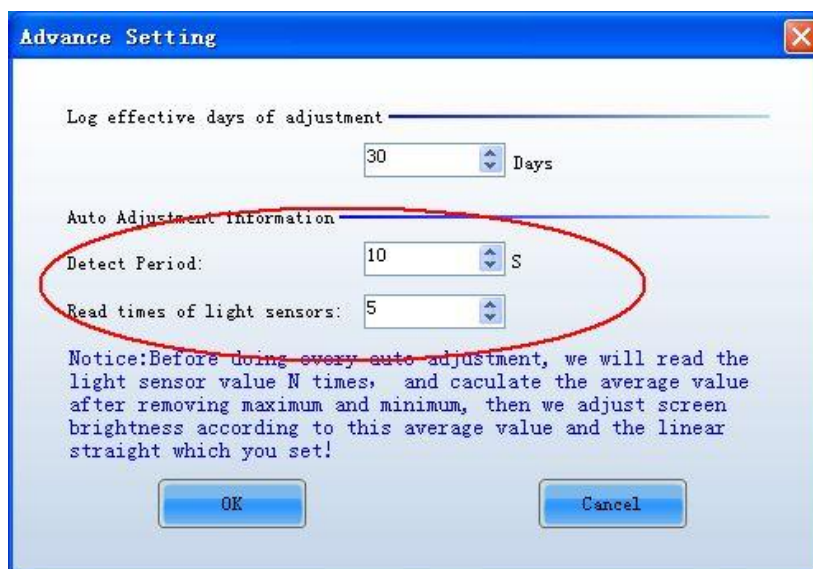 Advance Setting
Log effective days of adjustment
30 Days
Auto Adjustment Information
Detect Period: 10 S
Read times of light sensors: 5
Notice:Before doing every auto adjustment, we will read the
light sensor value N times, and caculate the average value
after removing maximum and minimum, then we adjust screen
brightness according to this average value and the linear
straight which you set!
OK Cancel